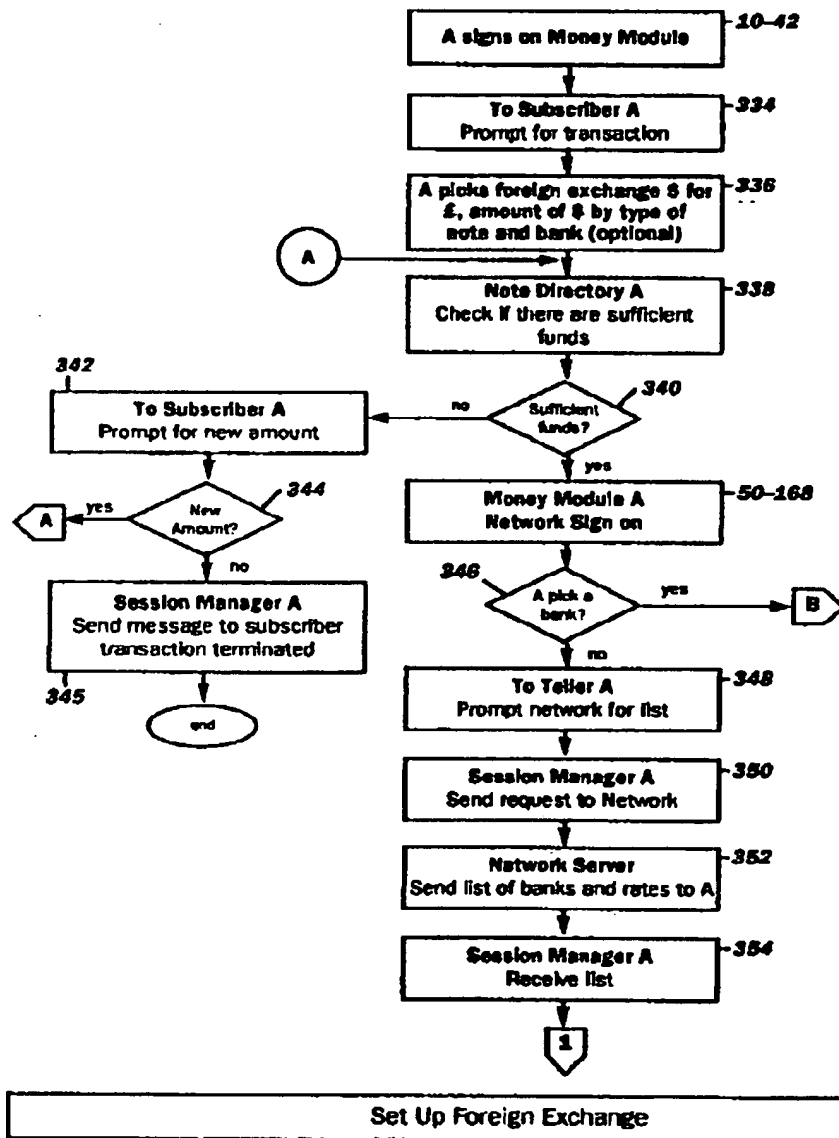 A signs on Money Module
10-42
To Subscriber A
Prompt for transaction
334
A picks foreign exchange $ for
£, amount of $ by type of
note and bank (optional)
336
A
Note Directory A
Check if there are sufficient
funds
338
342
To Subscriber A
Prompt for new amount
no
Sufficient
funds?
340
yes
A
yes
New
Amount?
344
no
Money Module A
Network Sign on
50-168
Session Manager A
Send message to subscriber
transaction terminated
345
end
346
A pick a
bank?
yes
B
no
To Teller A
Prompt network for list
348
Session Manager A
Send request to Network
350
Network Server
Send list of banks and rates to A
352
Session Manager A
Receive list
354
1
Set Up Foreign Exchange